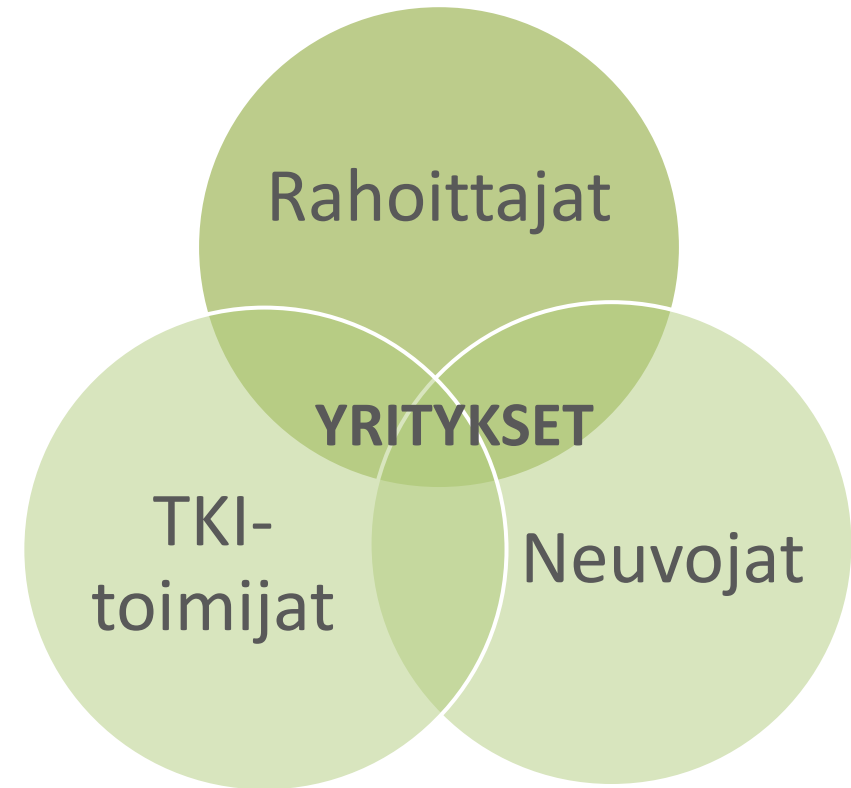 Rahoittajat
YRITYKSET
TKI-
toimijat
Neuvojat